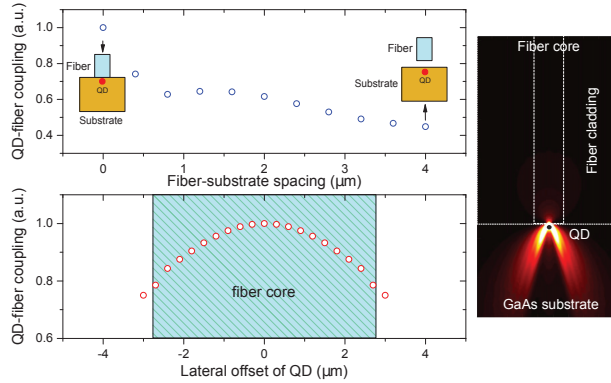 QD-fiber coupling (a.u.)
1.0
0.8
0.6
0.4
Fiber
QD
Substrate
Fiber
Substrate
QD
0
1
2
3
4
Fiber-substrate spacing (µm)
QD-fiber coupling (a.u.)
1.0
0.8
0.6
fiber core
-4
-2
0
2
4
Lateral offset of QD (µm)
Fiber core
Fiber cladding
QD
GaAs substrate